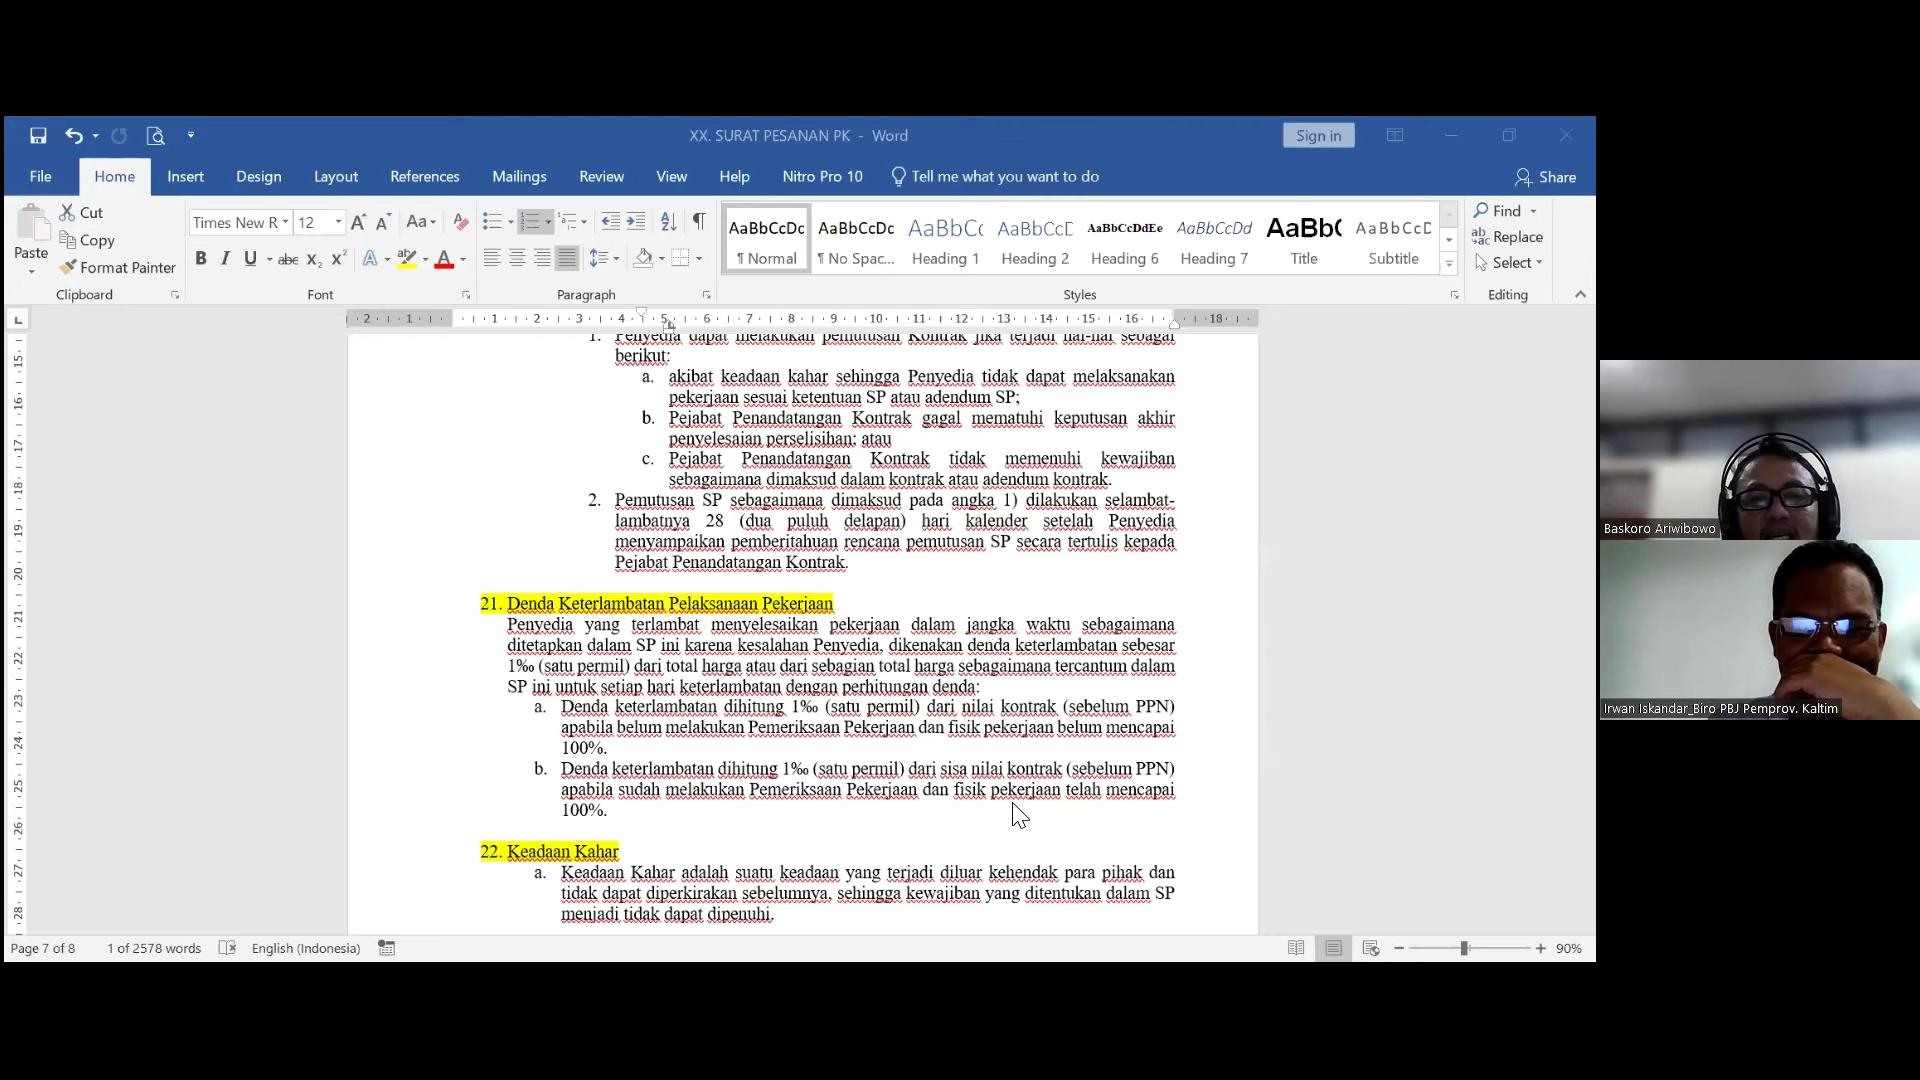 XX. SURAT PESANAN PK - Word
Sign in
File Home Insert Design Layout References Mailings Review View Help Nitro Pro 10 Tell me what you want to do Share
Paste
Cut
Copy
Format Painter
Clipboard
Times New R 12
Font
Paragraph
AaBbCcDc AaBbCcDc AaBbCc AaBbCcD AaBbCcDdEe AaBbCcDd AaBb( AaBbCcD
¶ Normal ¶ No Spac... Heading 1 Heading 2 Heading 6 Heading 7 Title Subtitle
Styles
Find
Replace
Select
Editing
1. Penyedia dapat melakukan pemutusan Kontrak jika terjadi hal-hal sebagai
berikut:
a. akibat keadaan kahar sehingga Penyedia tidak dapat melaksanakan
pekerjaan sesuai ketentuan SP atau adendum SP;
b. Pejabat Penandatangan Kontrak gagal mematuhi keputusan akhir
penyelesaian perselisihan; atau
c. Pejabat Penandatangan Kontrak tidak memenuhi kewajiban
sebagaimana dimaksud dalam kontrak atau adendum kontrak.
2. Pemutusan SP sebagaimana dimaksud pada angka 1) dilakukan selambat-
lambatnya 28 (dua puluh delapan) hari kalender setelah Penyedia
menyampaikan pemberitahuan rencana pemutusan SP secara tertulis kepada
Pejabat Penandatangan Kontrak.
21. Denda Keterlambatan Pelaksanaan Pekerjaan
Penyedia yang terlambat menyelesaikan pekerjaan dalam jangka waktu sebagaimana
ditetapkan dalam SP ini karena kesalahan Penyedia, dikenakan denda keterlambatan sebesar
1‰ (satu permil) dari total harga atau dari sebagian total harga sebagaimana tercantum dalam
SP ini untuk setiap hari keterlambatan dengan perhitungan denda:
a. Denda keterlambatan dihitung 1‰ (satu permil) dari nilai kontrak (sebelum PPN)
apabila belum melakukan Pemeriksaan Pekerjaan dan fisik pekerjaan belum mencapai
100%.
b. Denda keterlambatan dihitung 1‰ (satu permil) dari sisa nilai kontrak (sebelum PPN)
apabila sudah melakukan Pemeriksaan Pekerjaan dan fisik pekerjaan telah mencapai
100%.
22. Keadaan Kahar
a. Keadaan Kahar adalah suatu keadaan yang terjadi diluar kehendak para pihak dan
tidak dapat diperkirakan sebelumnya, sehingga kewajiban yang ditentukan dalam SP
menjadi tidak dapat dipenuhi.
Page 7 of 8 1 of 2578 words English (Indonesia) 90%
Baskoro Ariwibowo
Irwan Iskandar_Biro PBJ Pemprov. Kaltim